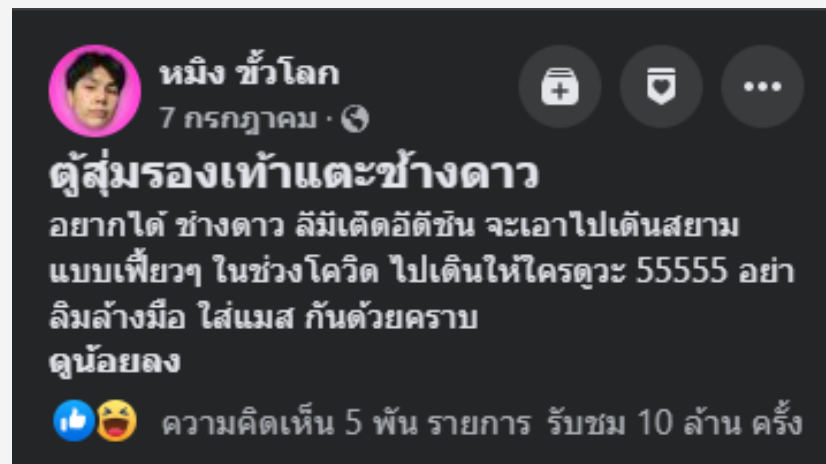 หมิง ขั้วโลก
7 กรกฎาคม ·
ตู้สุ่มรองเท้าแตะช้างดาว
อยากได้ ช้างดาว ลิมิเต็ดอิดิชั่น จะเอาไปเดินสยาม
แบบเฟี้ยวๆ ในช่วงโควิด ไปเดินให้ใครดูวะ 55555 อย่า
ลิมล้างมือ ใส่แมส กันด้วยคราบ
ดูน้อยลง
ความคิดเห็น 5 พัน รายการ รับชม 10 ล้าน ครั้ง